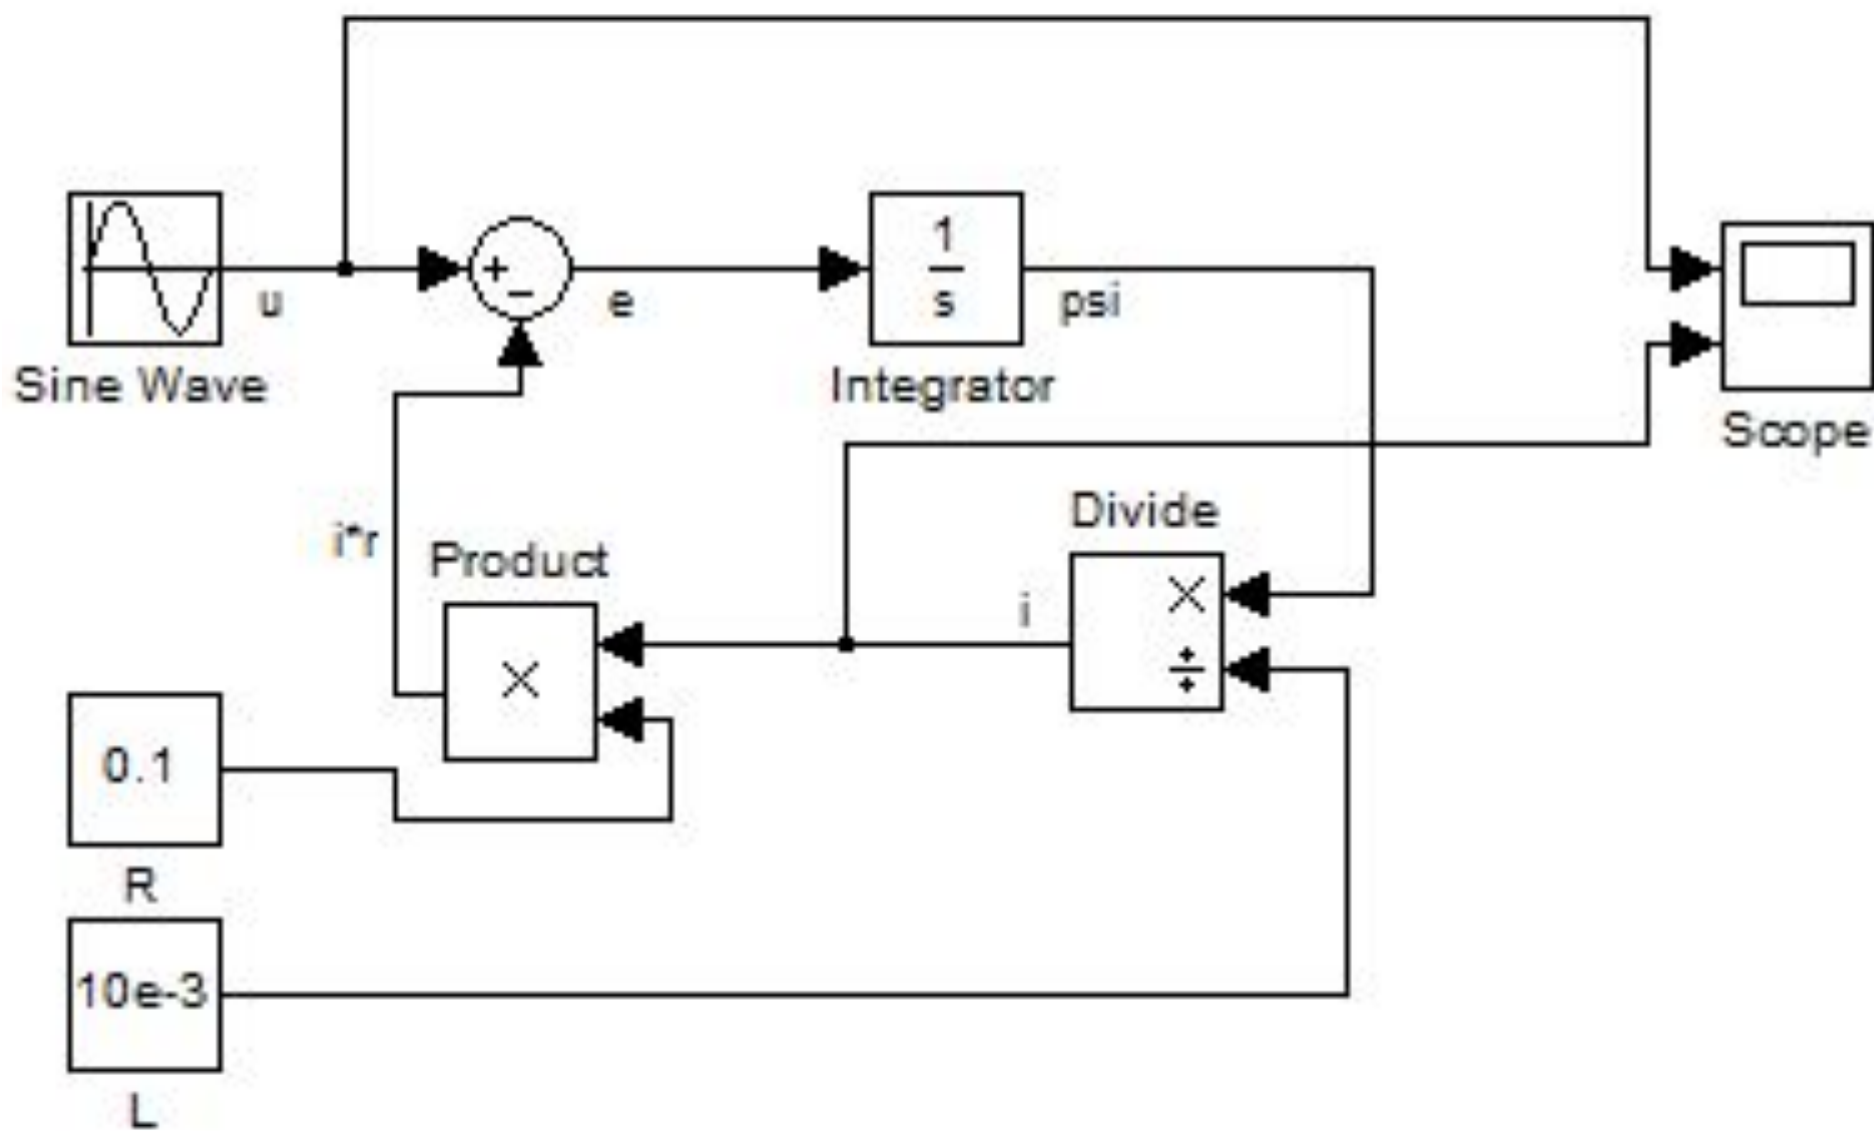 u
+
−
e
1
s
psi
Sine Wave
Integrator
Scope
Divide
i*r
Product
i
×
÷
×
0.1
R
10e-3
L